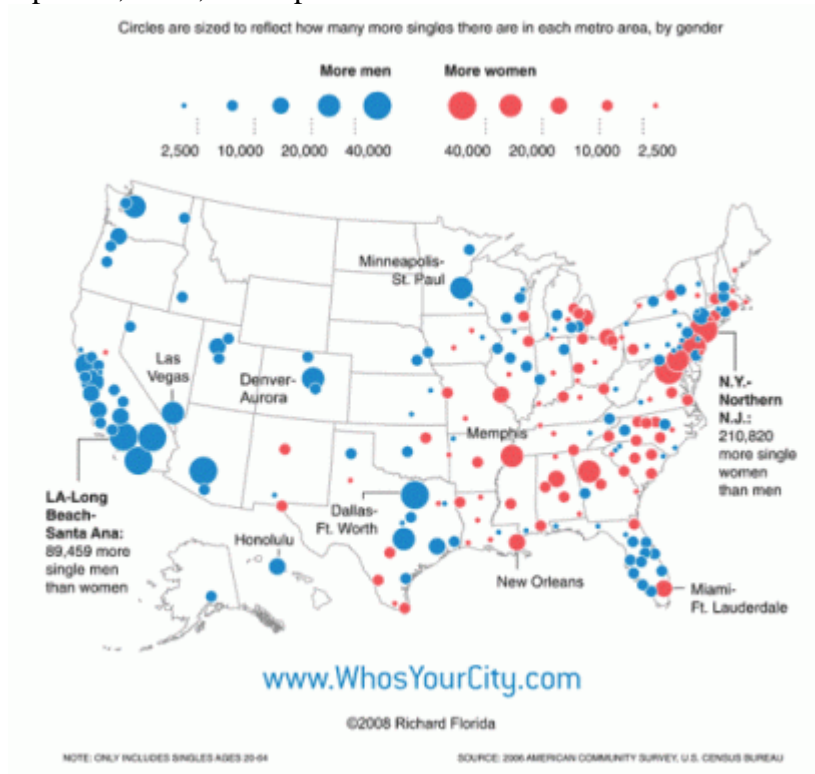 Circles are sized to reflect how many more singles there are in each metro area, by gender
More men
More women
2,500 10,000 20,000 40,000
40,000 20,000 10,000 2,500
Minneapolis-
St. Paul
Las
Vegas
Denver-
Aurora
N.Y.-
Northern
N.J.:
210,820
more single
women
than men
Memphis
LA-Long
Beach-
Santa Ana:
89,459 more
single men
than women
Dallas-
Ft. Worth
Honolulu
New Orleans
Miami-
Ft. Lauderdale
www.WhosYourCity.com
©2008 Richard Florida
NOTE: ONLY INCLUDES SINGLES AGES 20-64
SOURCE: 2006 AMERICAN COMMUNITY SURVEY, U.S. CENSUS BUREAU